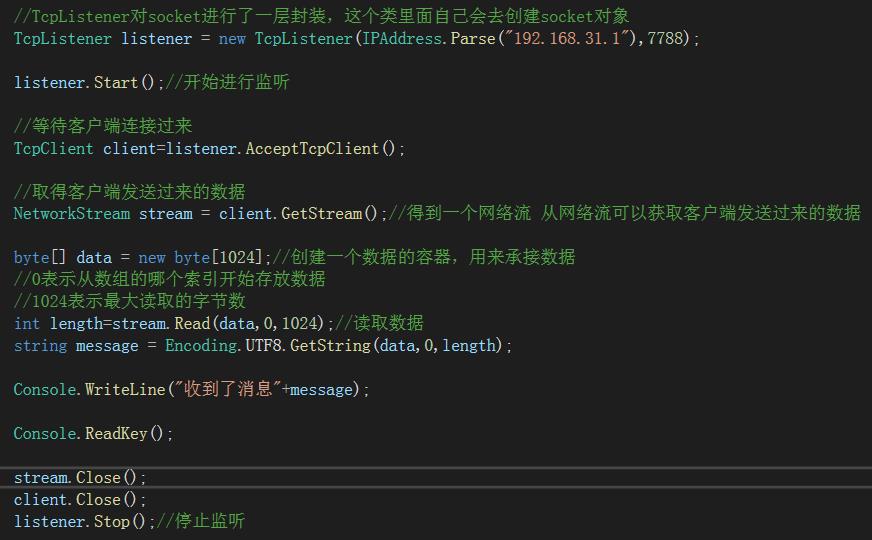 //TcpListener对socket进行了一层封装，这个类里面自己会去创建socket对象
TcpListener listener = new TcpListener(IPAddress.Parse("192.168.31.1"),7788);
listener.Start();//开始进行监听
//等待客户端连接过来
TcpClient client=listener.AcceptTcpClient();
//取得客户端发送过来的数据
NetworkStream stream = client.GetStream();//得到一个网络流 从网络流可以获取客户端发送过来的数据
byte[] data = new byte[1024];//创建一个数据的容器，用来承接数据
//0表示从数组的哪个索引开始存放数据
//1024表示最大读取的字节数
int length=stream.Read(data,0,1024);//读取数据
string message = Encoding.UTF8.GetString(data,0,length);
Console.WriteLine("收到了消息"+message);
Console.ReadKey();
stream.Close();
client.Close();
listener.Stop();//停止监听